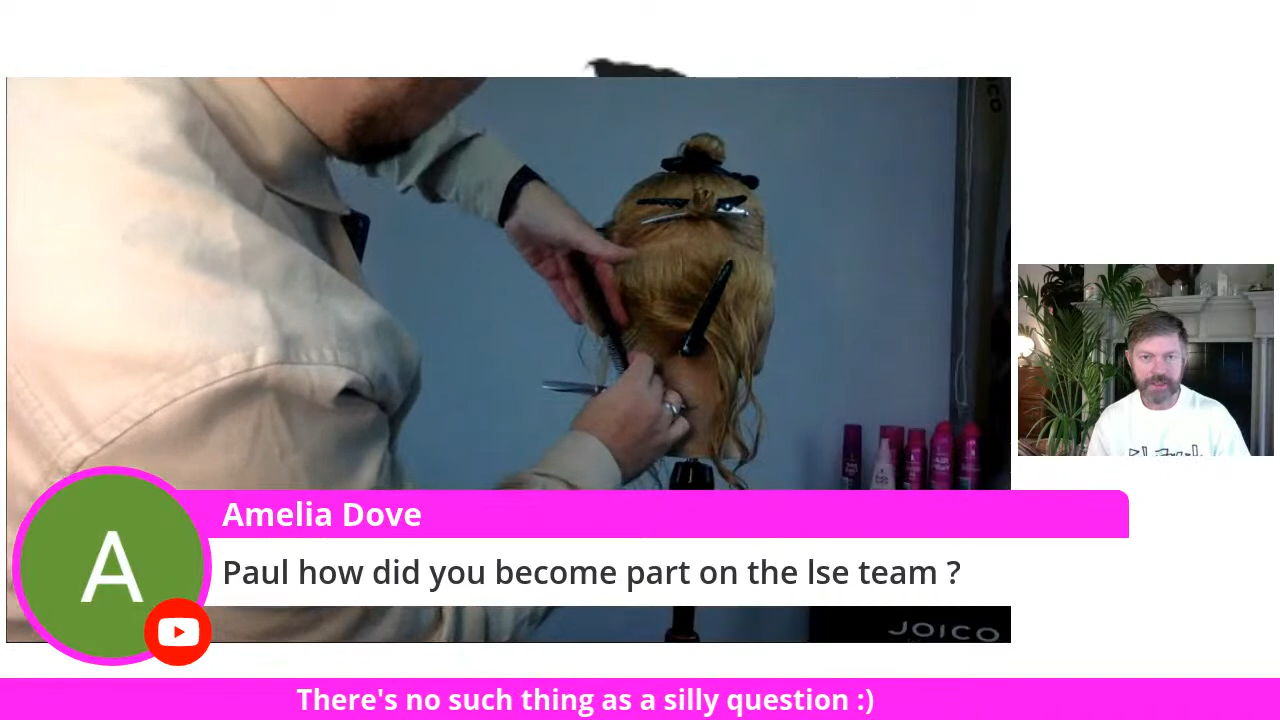 ICO
Amelia Dove
A
Paul how did you become part on the lse team ?
JOICO
There's no such thing as a silly question :)